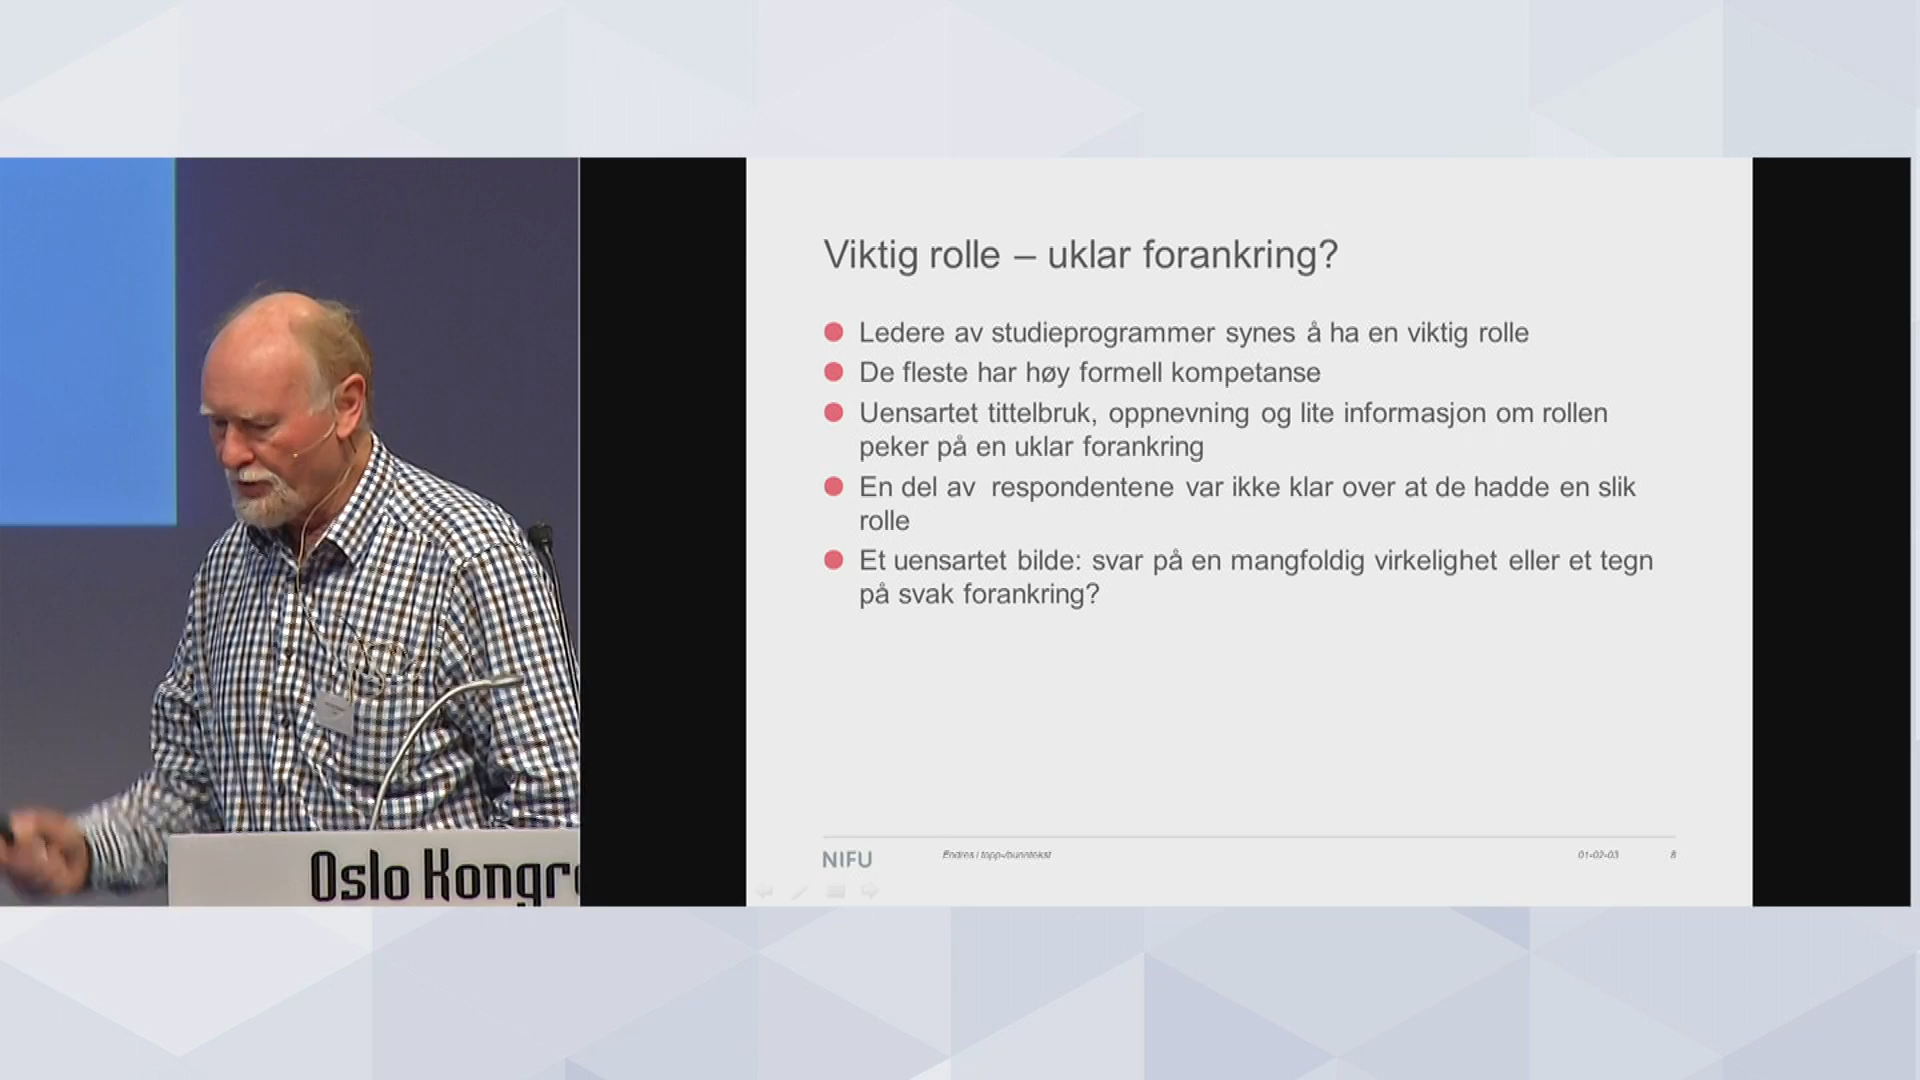 Viktig rolle – uklar forankring?
Ledere av studieprogrammer synes å ha en viktig rolle
De fleste har høy formell kompetanse
Uensartet tittelbruk, oppnevning og lite informasjon om rollen
peker på en uklar forankring
En del av respondentene var ikke klar over at de hadde en slik
rolle
Et uensartet bilde: svar på en mangfoldig virkelighet eller et tegn
på svak forankring?
NIFU
Endres i topp-/bunntekst
01-02-03
8
Oslo Kongre